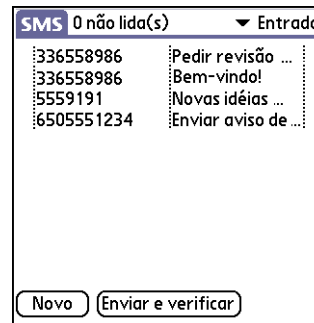 SMS 0 não lida(s) Entrada
336558986 Pedir revisão ...
336558986 Bem-vindo!
5559191 Novas idéias ...
6505551234 Enviar aviso de ...
Novo Enviar e verificar